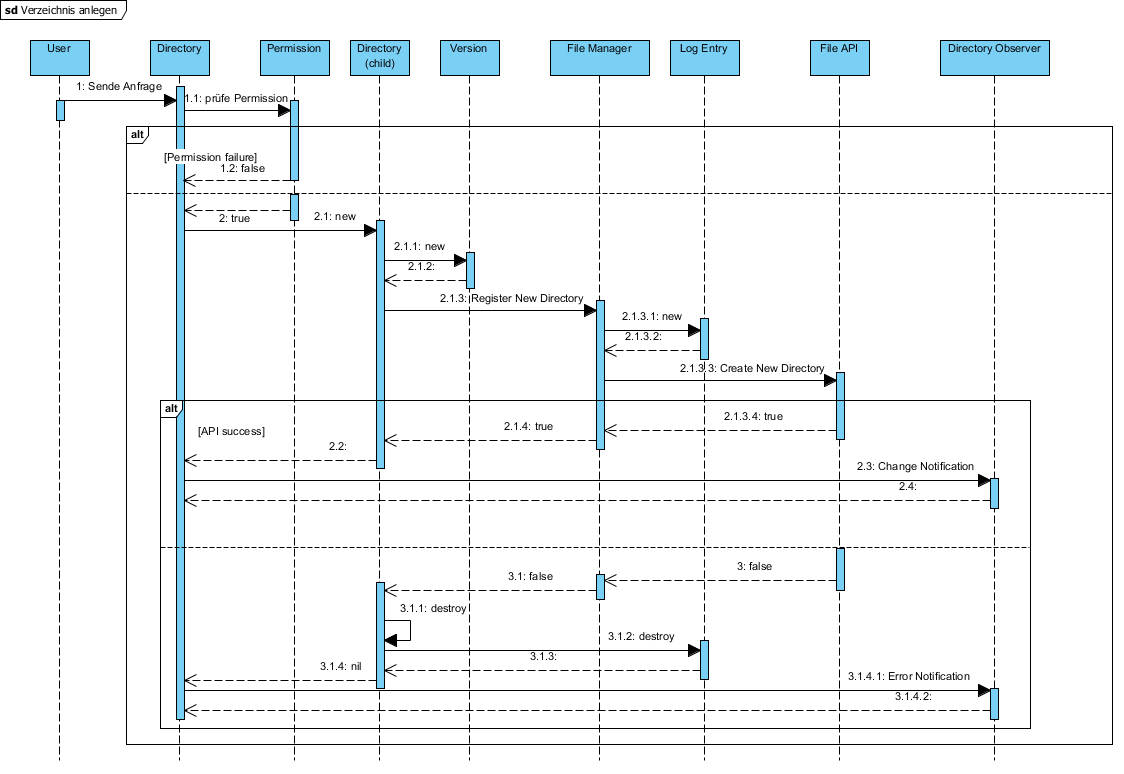 sd Verzeichnis anlegen
User
Directory
Permission
Directory
(child)
Version
File Manager
Log Entry
File API
Directory Observer
1: Sende Anfrage
1.1: prüfe Permission
alt
[Permission failure]
1.2: false
2: true
2.1: new
2.1.1: new
2.1.2:
2.1.3: Register New Directory
2.1.3.1: new
2.1.3.2:
2.1.3.3: Create New Directory
alt
[API success]
2.1.3.4: true
2.1.4: true
2.2:
2.3: Change Notification
2.4:
3: false
3.1: false
3.1.1: destroy
3.1.2: destroy
3.1.3:
3.1.4: nil
3.1.4.1: Error Notification
3.1.4.2: